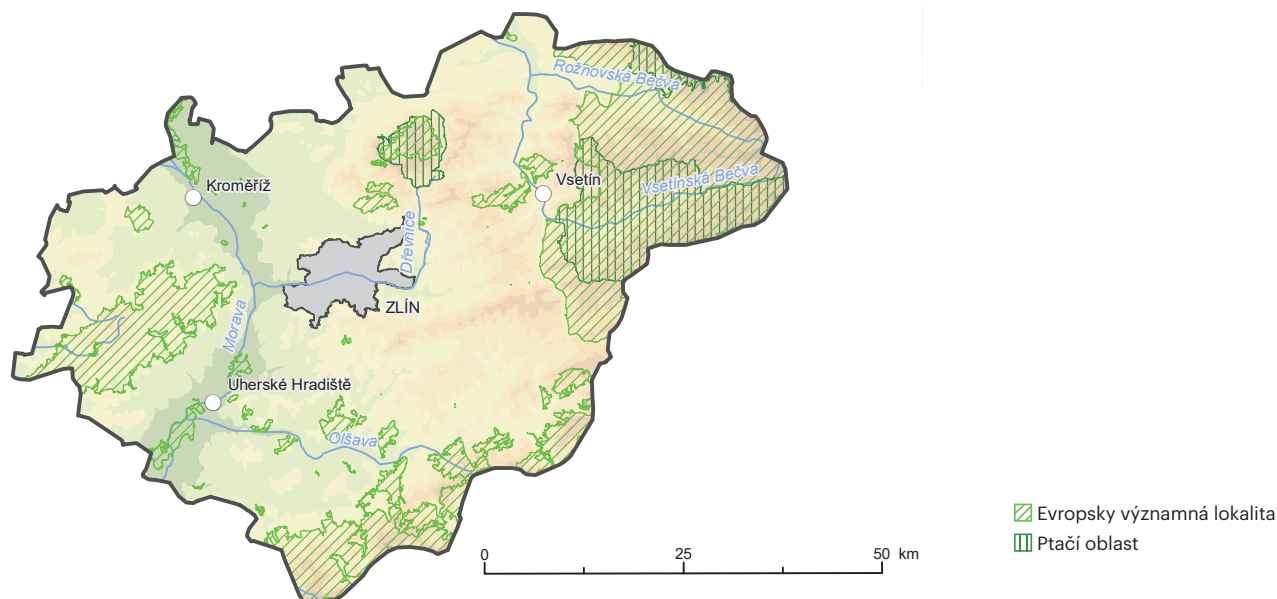 Rožnovská Bečva
Vsetín
Vsetínská Bečva
Kroměříž
Dřevnice
ZLÍN
Morava
Uherské Hradiště
Olšava
0 25 50 km
Evropsky významná lokalita
Ptačí oblast